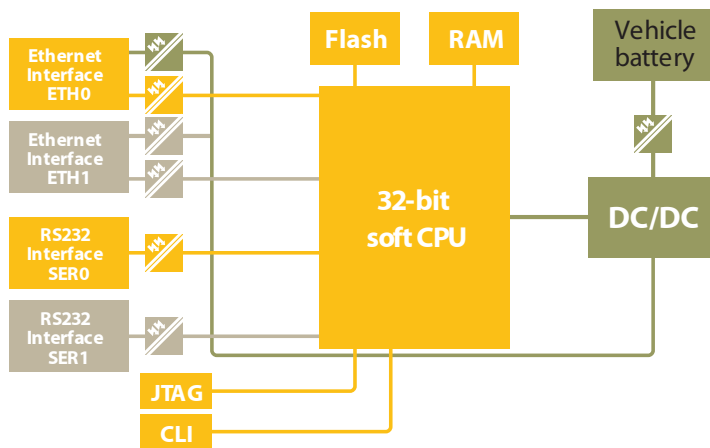 Ethernet
Interface
ETH0
Ethernet
Interface
ETH1
RS232
Interface
SER0
RS232
Interface
SER1
Flash
RAM
32-bit
soft CPU
JTAG
CLI
Vehicle
battery
DC/DC